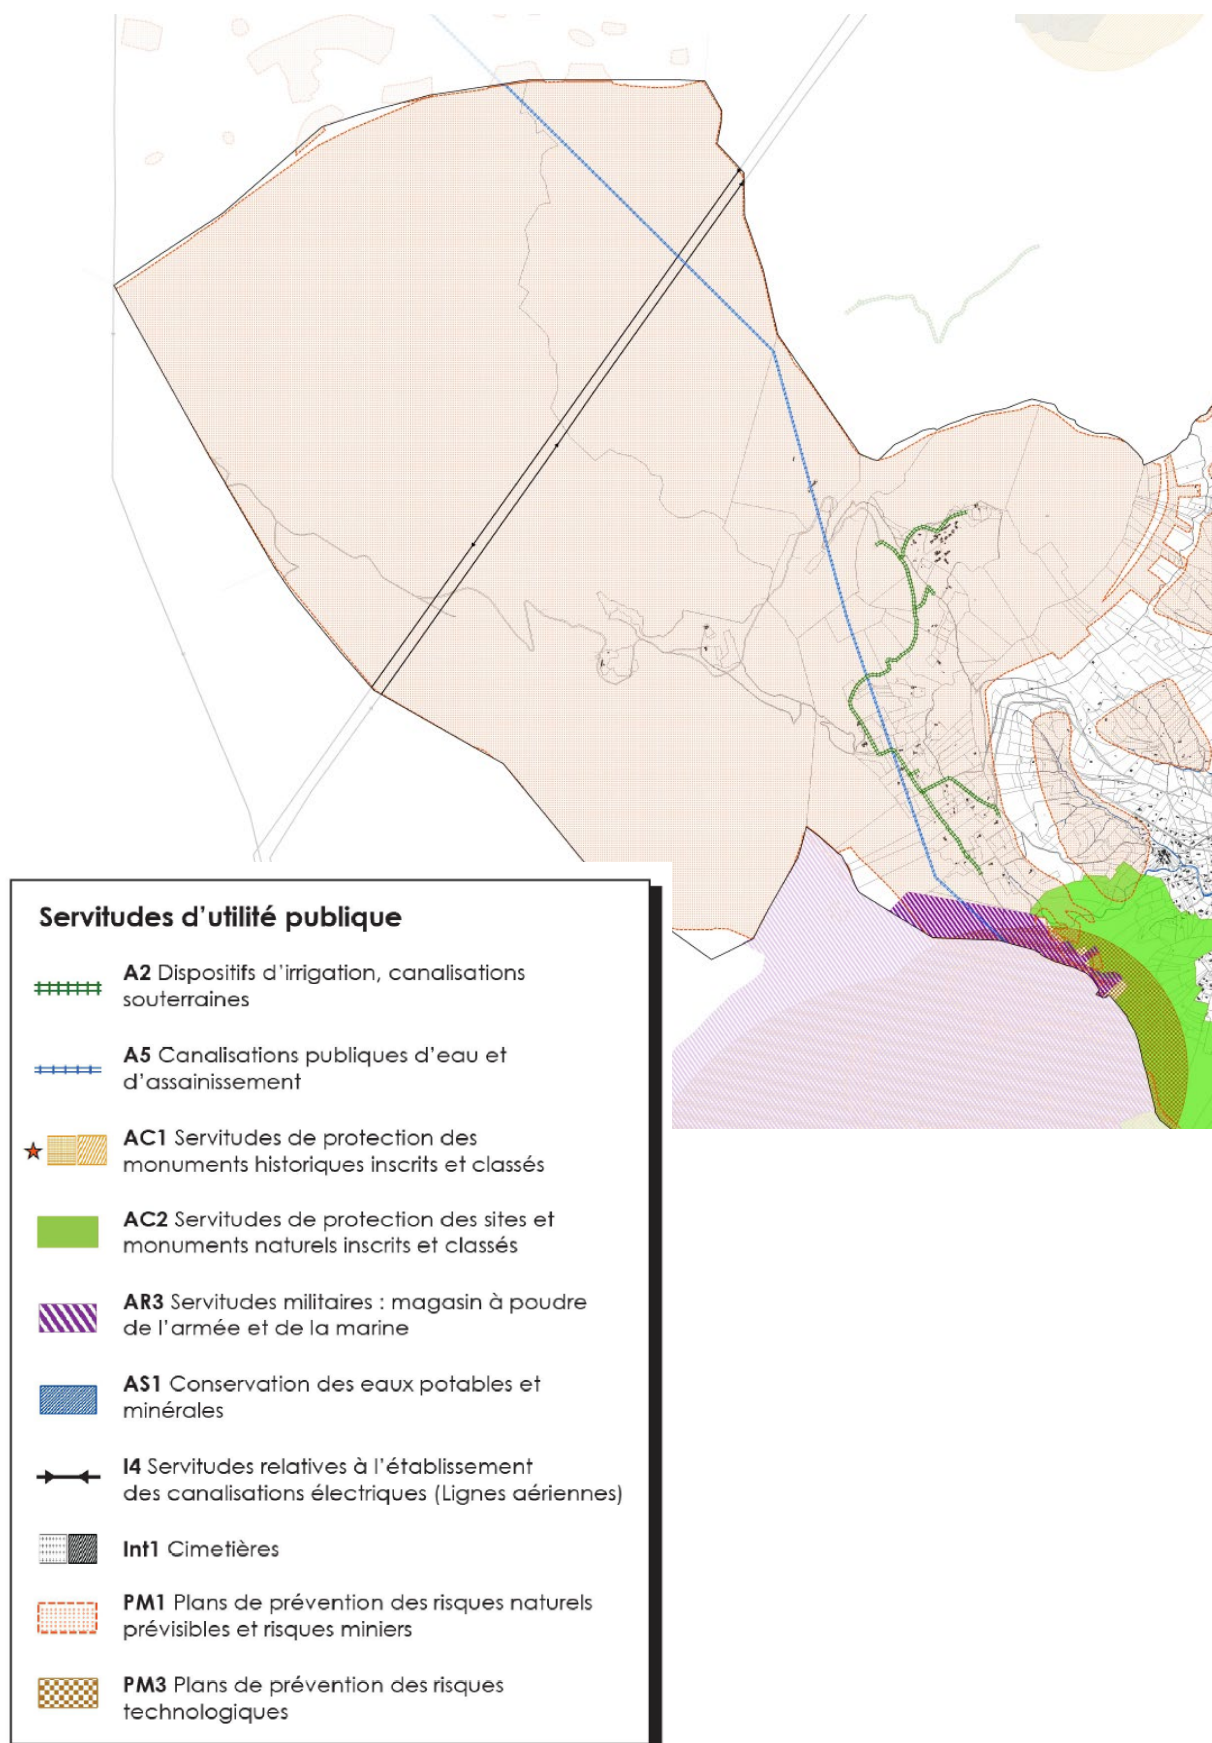 Servitudes d'utilité publique
A2 Dispositifs d'irrigation, canalisations
souterraines
A5 Canalisations publiques d'eau et
d'assainissement
AC1 Servitudes de protection des
monuments historiques inscrits et classés
AC2 Servitudes de protection des sites et
monuments naturels inscrits et classés
AR3 Servitudes militaires : magasin à poudre
de l'armée et de la marine
AS1 Conservation des eaux potables et
minérales
I4 Servitudes relatives à l'établissement
des canalisations électriques (Lignes aériennes)
Int1 Cimetières
PM1 Plans de prévention des risques naturels
prévisibles et risques miniers
PM3 Plans de prévention des risques
technologiques